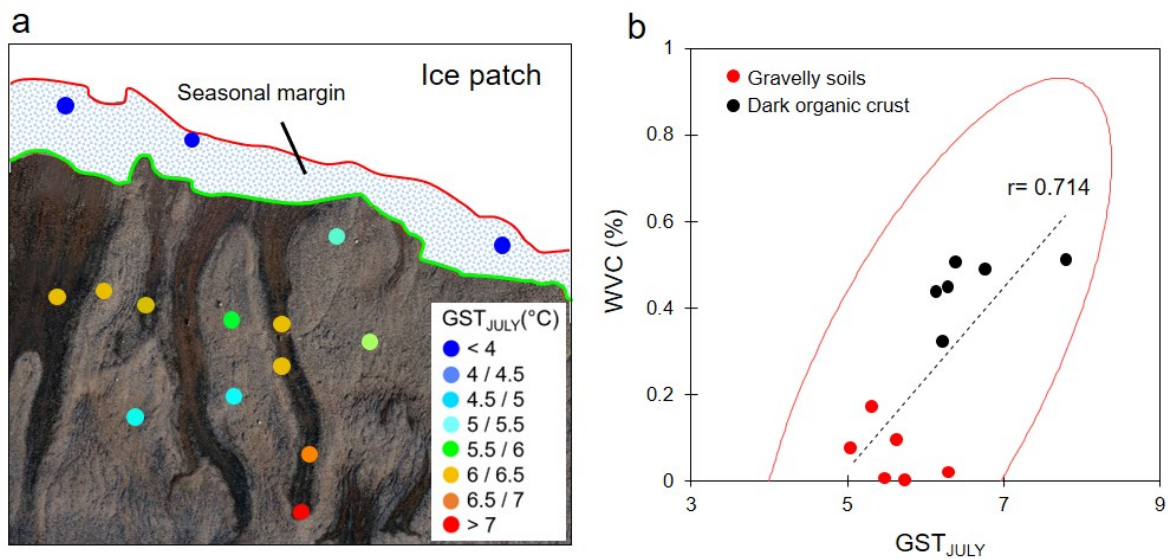 a
Ice patch
Seasonal margin
GSTJULY(°C)
< 4
4 / 4.5
4.5 / 5
5 / 5.5
5.5 / 6
6 / 6.5
6.5 / 7
> 7
b
1
0.8
0.6
0.4
0.2
0
WVC (%)
Gravelly soils
Dark organic crust
r= 0.714
3 5 7 9
GSTJULY